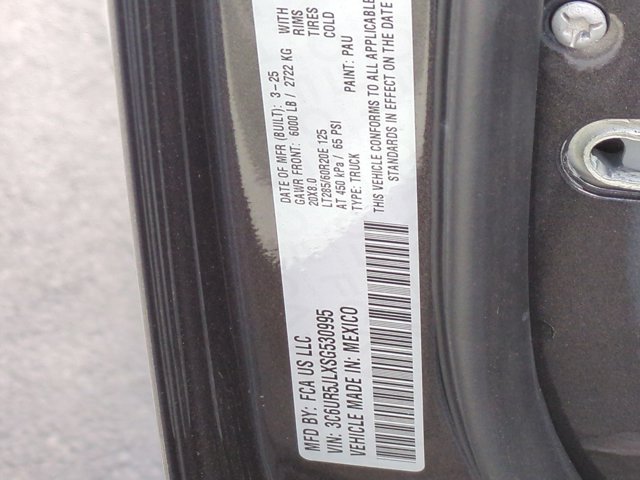 MFD BY: FCA US LLC
DATE OF MFR (BUILT): 3-25
GAWR FRONT: 6000 LB / 2722 KG WITH
20X8.0 RIMS
LT285/60R20E 125 TIRES
AT 450 kPa / 65 PSI COLD
VIN: 3C6UR5JLXSG530995
TYPE: TRUCK PAINT: PAU
VEHICLE MADE IN: MEXICO
THIS VEHICLE CONFORMS TO ALL APPLICABLE
STANDARDS IN EFFECT ON THE DATE